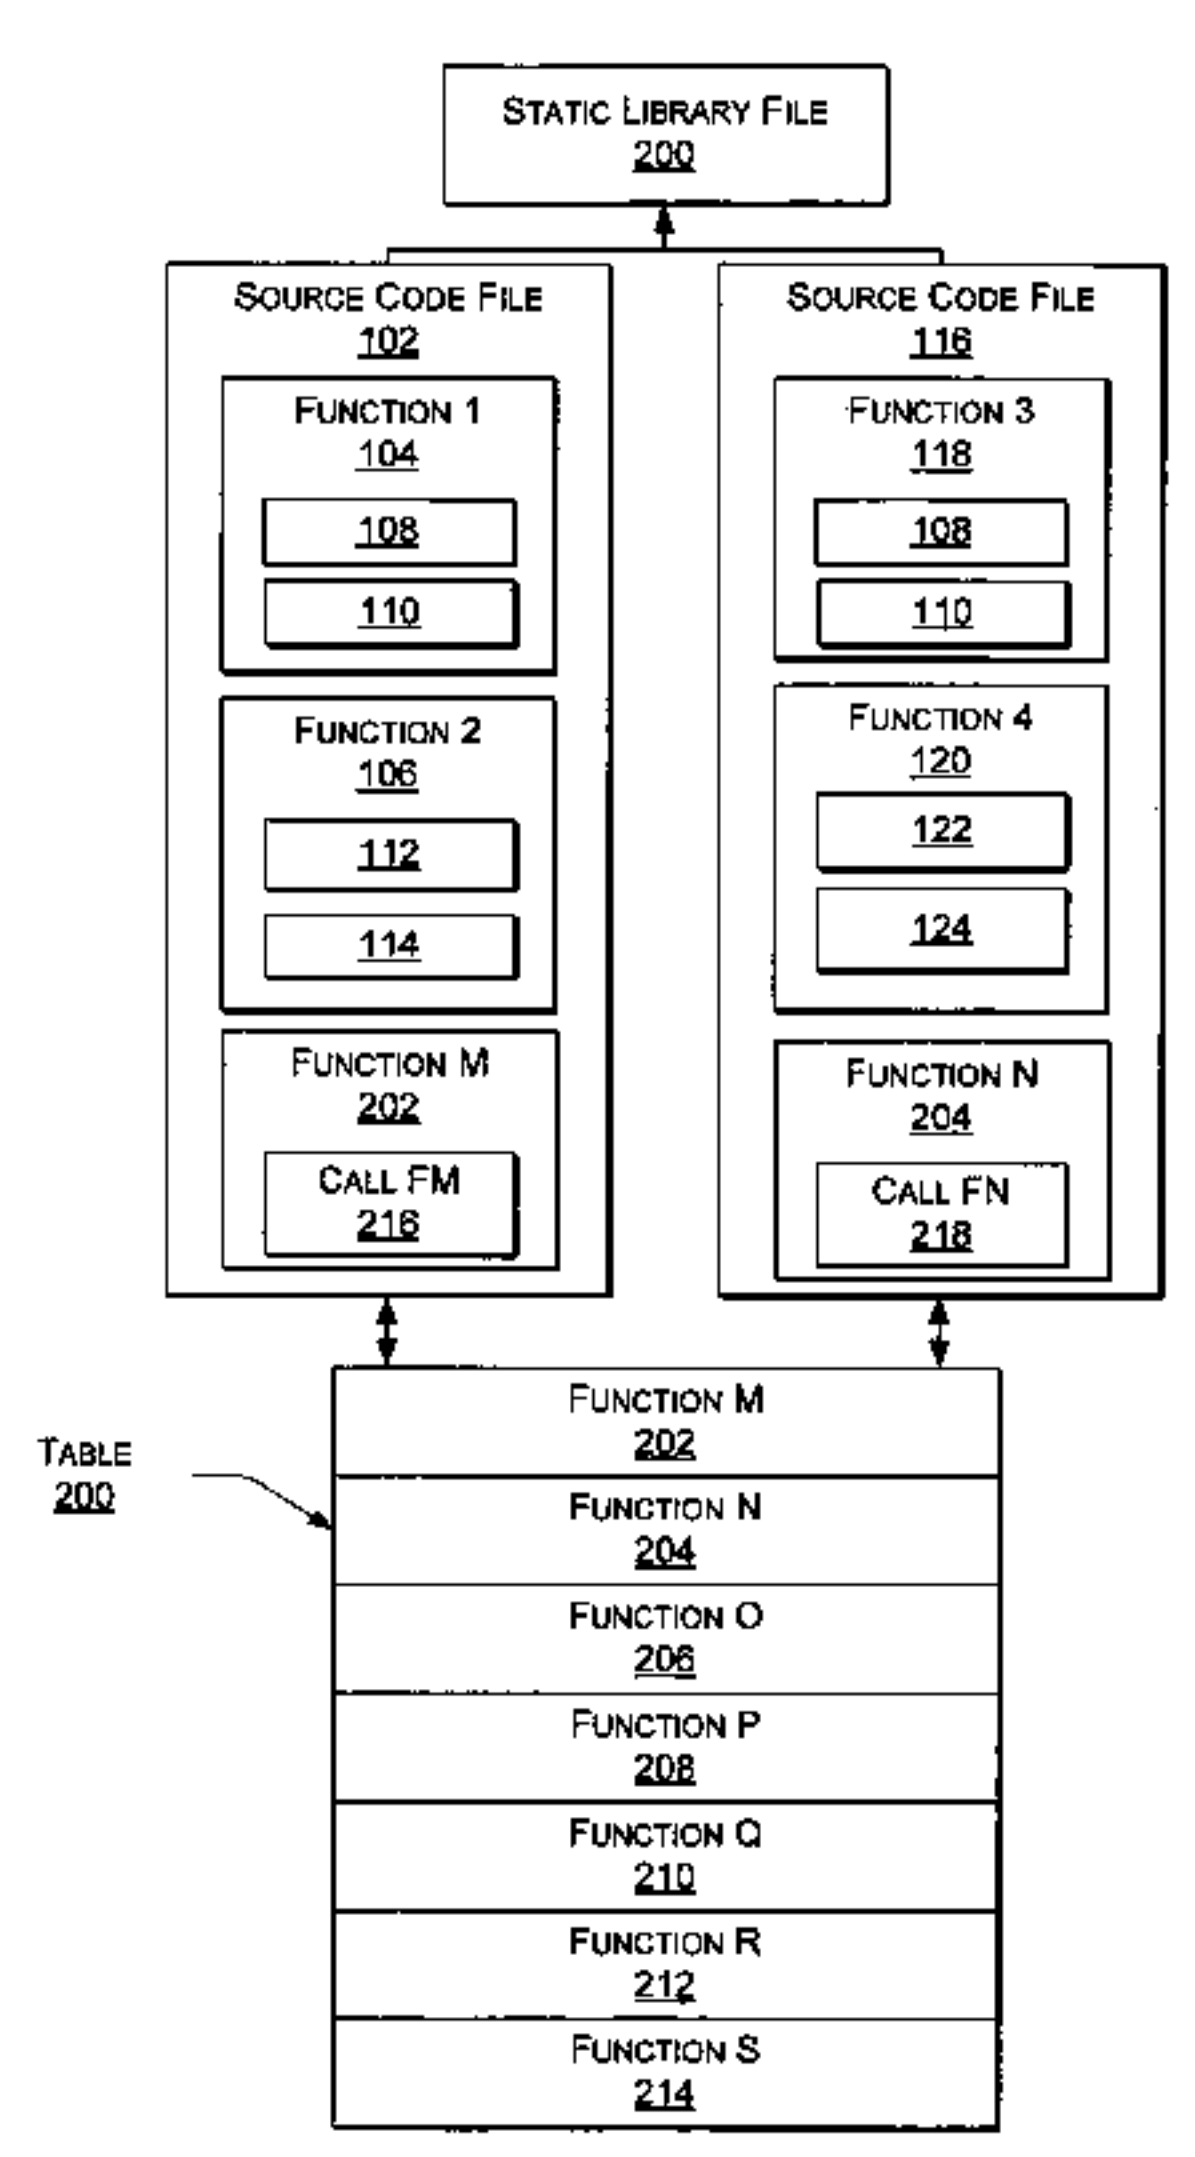 STATIC LIBRARY FILE
200
SOURCE CODE FILE
102
FUNCTION 1
104
108
110
FUNCTION 2
106
112
114
FUNCTION M
202
CALL FM
216
SOURCE CODE FILE
116
FUNCTION 3
118
108
110
FUNCTION 4
120
122
124
FUNCTION N
204
CALL FN
218
TABLE
200
FUNCTION M
202
FUNCTION N
204
FUNCTION O
206
FUNCTION P
208
FUNCTION Q
210
FUNCTION R
212
FUNCTION S
214